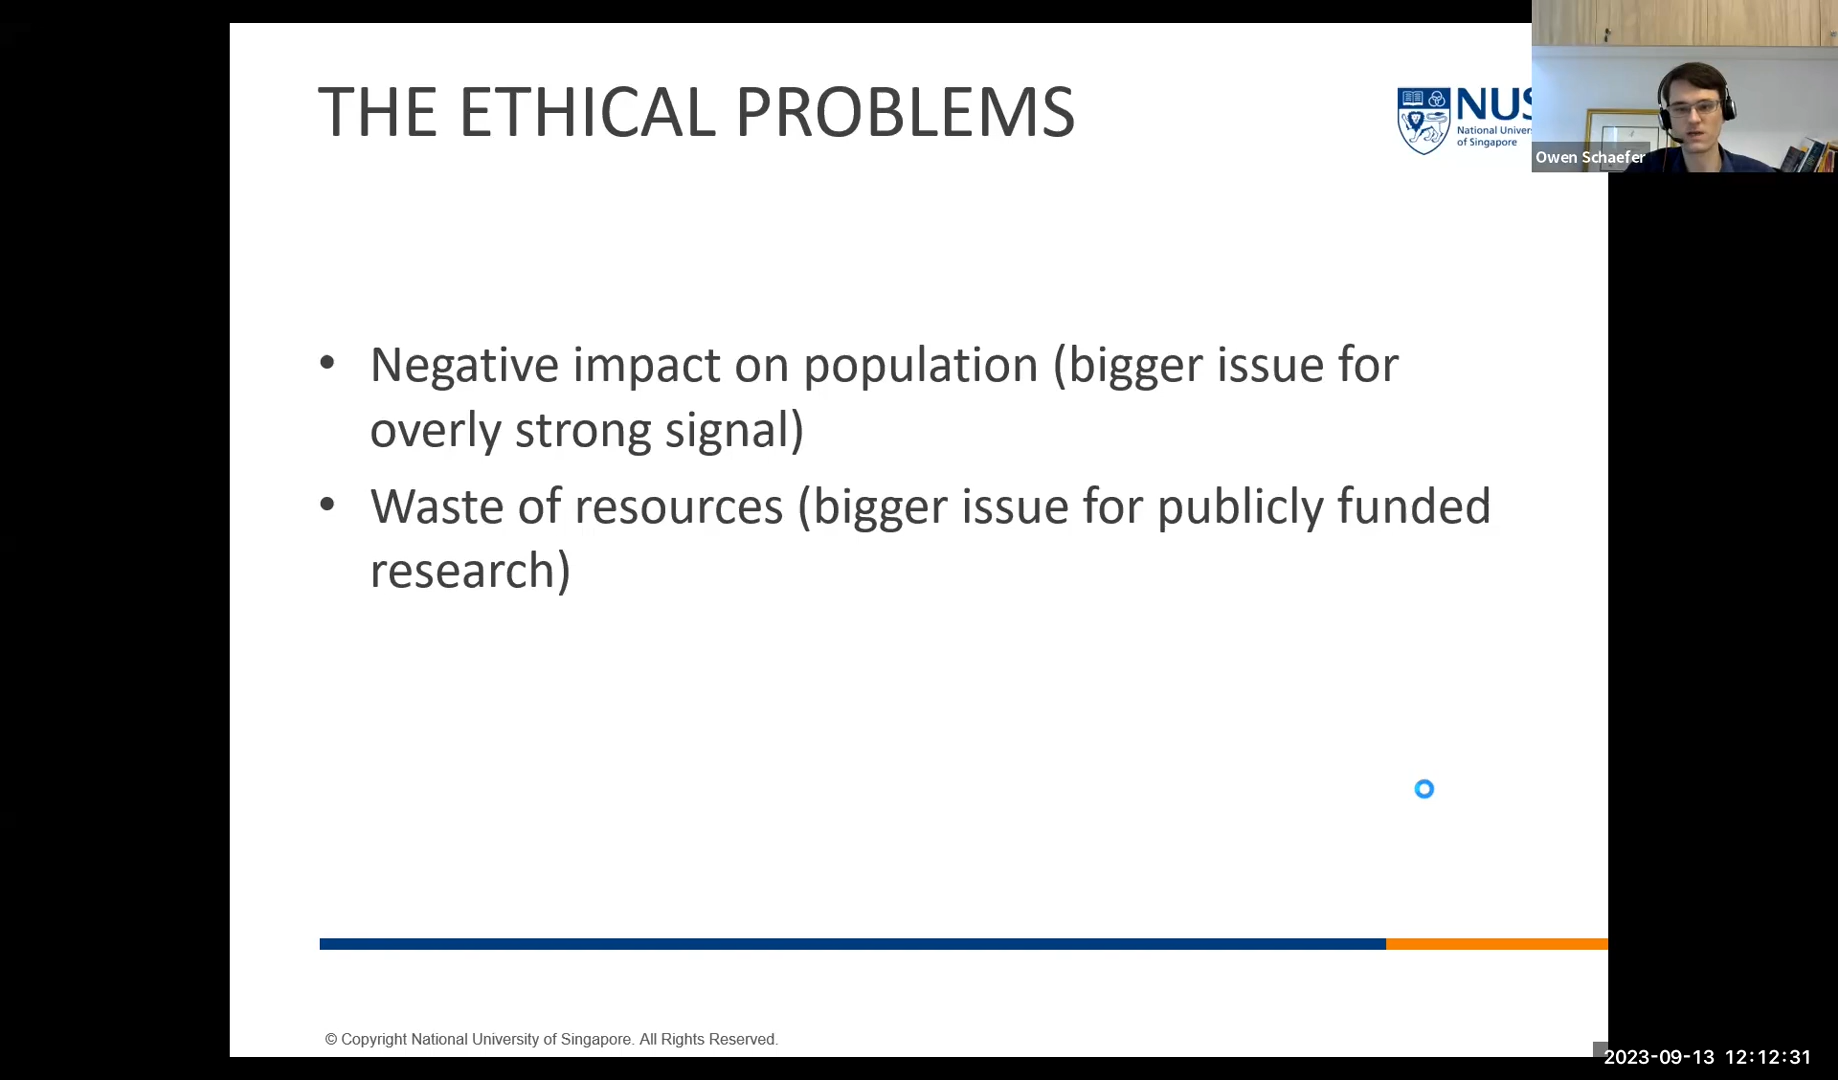 THE ETHICAL PROBLEMS
NUS
National Univer
of Singapore
Owen Schaefer
• Negative impact on population (bigger issue for
overly strong signal)
• Waste of resources (bigger issue for publicly funded
research)
© Copyright National University of Singapore. All Rights Reserved.
2023-09-13 12:12:31